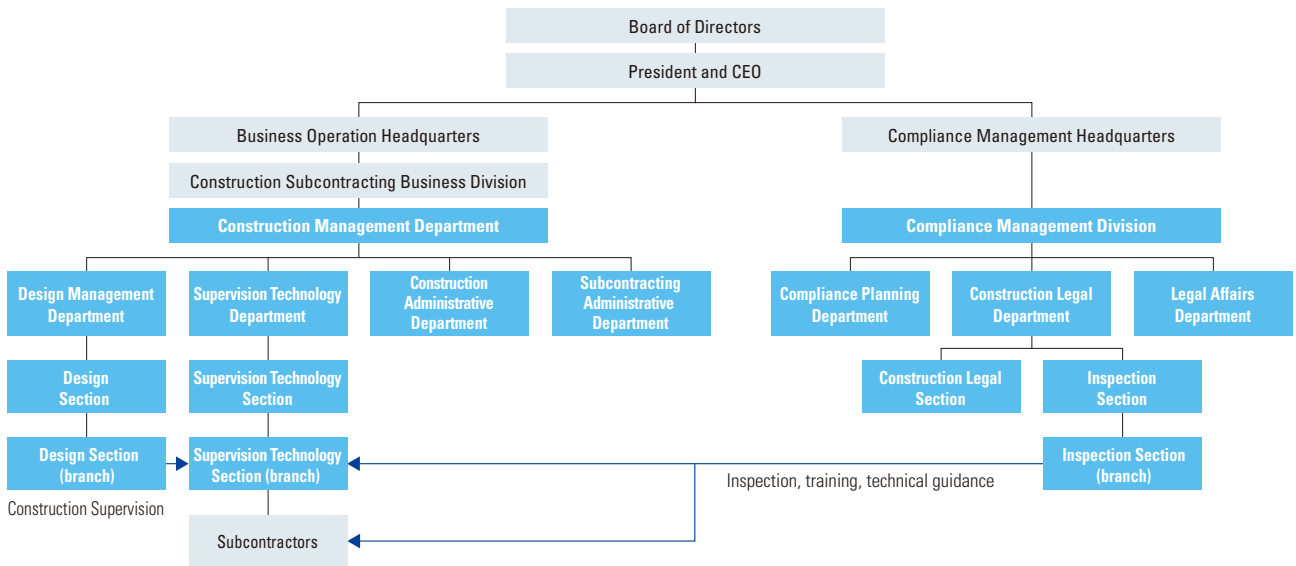 Board of Directors
President and CEO
Business Operation Headquarters
Compliance Management Headquarters
Construction Subcontracting Business Division
Construction Management Department
Compliance Management Division
Design Management
Department
Supervision Technology
Department
Construction
Administrative
Department
Subcontracting
Administrative
Department
Compliance Planning
Department
Construction Legal
Department
Legal Affairs
Department
Design
Section
Supervision Technology
Section
Construction Legal
Section
Inspection
Section
Design Section
(branch)
Supervision Technology
Section (branch)
Inspection Section
(branch)
Inspection, training, technical guidance
Construction Supervision
Subcontractors